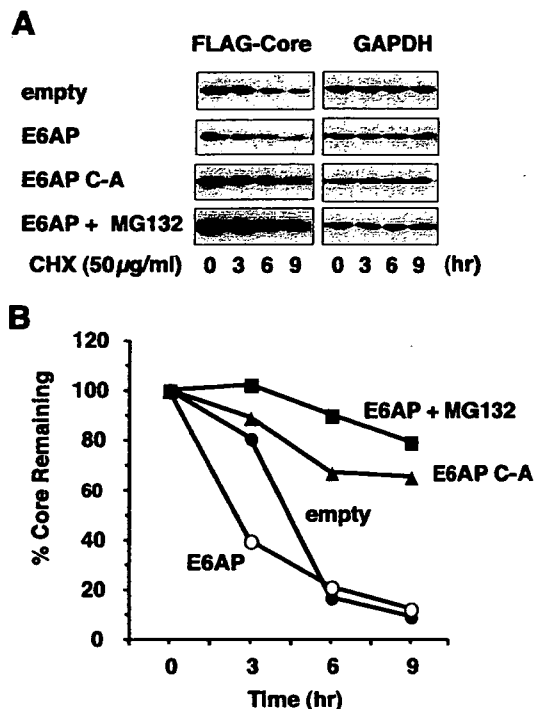 A
FLAG-Core GAPDH
empty
E6AP
E6AP C-A
E6AP + MG132
CHX (50µg/ml) 0 3 6 9 0 3 6 9 (hr)
B
120
100
80
60
40
20
0
% Core Remaining
E6AP + MG132
E6AP C-A
empty
E6AP
0 3 6 9
Time (hr)